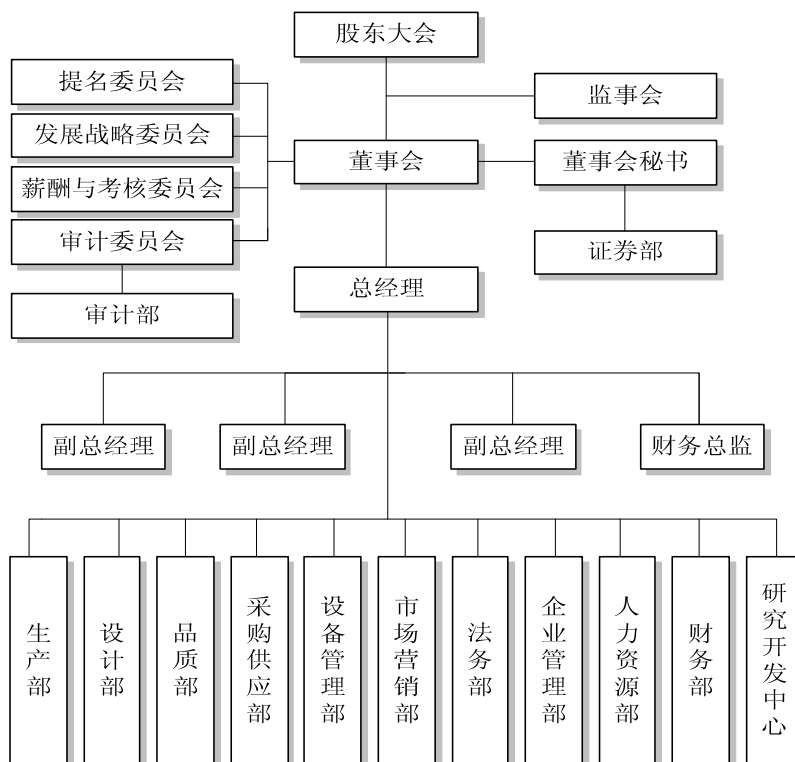 股东大会
提名委员会
监事会
发展战略委员会
董事会
董事会秘书
薪酬与考核委员会
审计委员会
证券部
总经理
审计部
副总经理
副总经理
副总经理
财务总监
生产部
设计部
品质部
采购供应部
设备管理部
市场营销部
法务部
企业管理部
人力资源部
财务部
研究开发中心